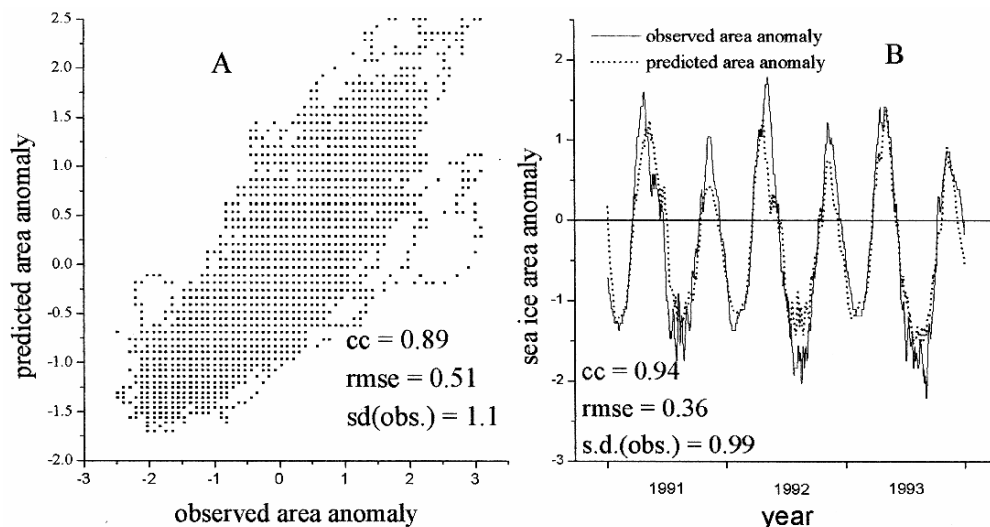 A
predicted area anomaly
2.5
2.0
1.5
1.0
0.5
0.0
-0.5
-1.0
-1.5
-2.0
cc = 0.89
rmse = 0.51
sd(obs.) = 1.1
-3
-2
-1
0
1
2
3
observed area anomaly
observed area anomaly
predicted area anomaly
B
sea ice area anomaly
2
1
0
-1
-2
-3
cc = 0.94
rmse = 0.36
s.d.(obs.) = 0.99
1991
1992
1993
year